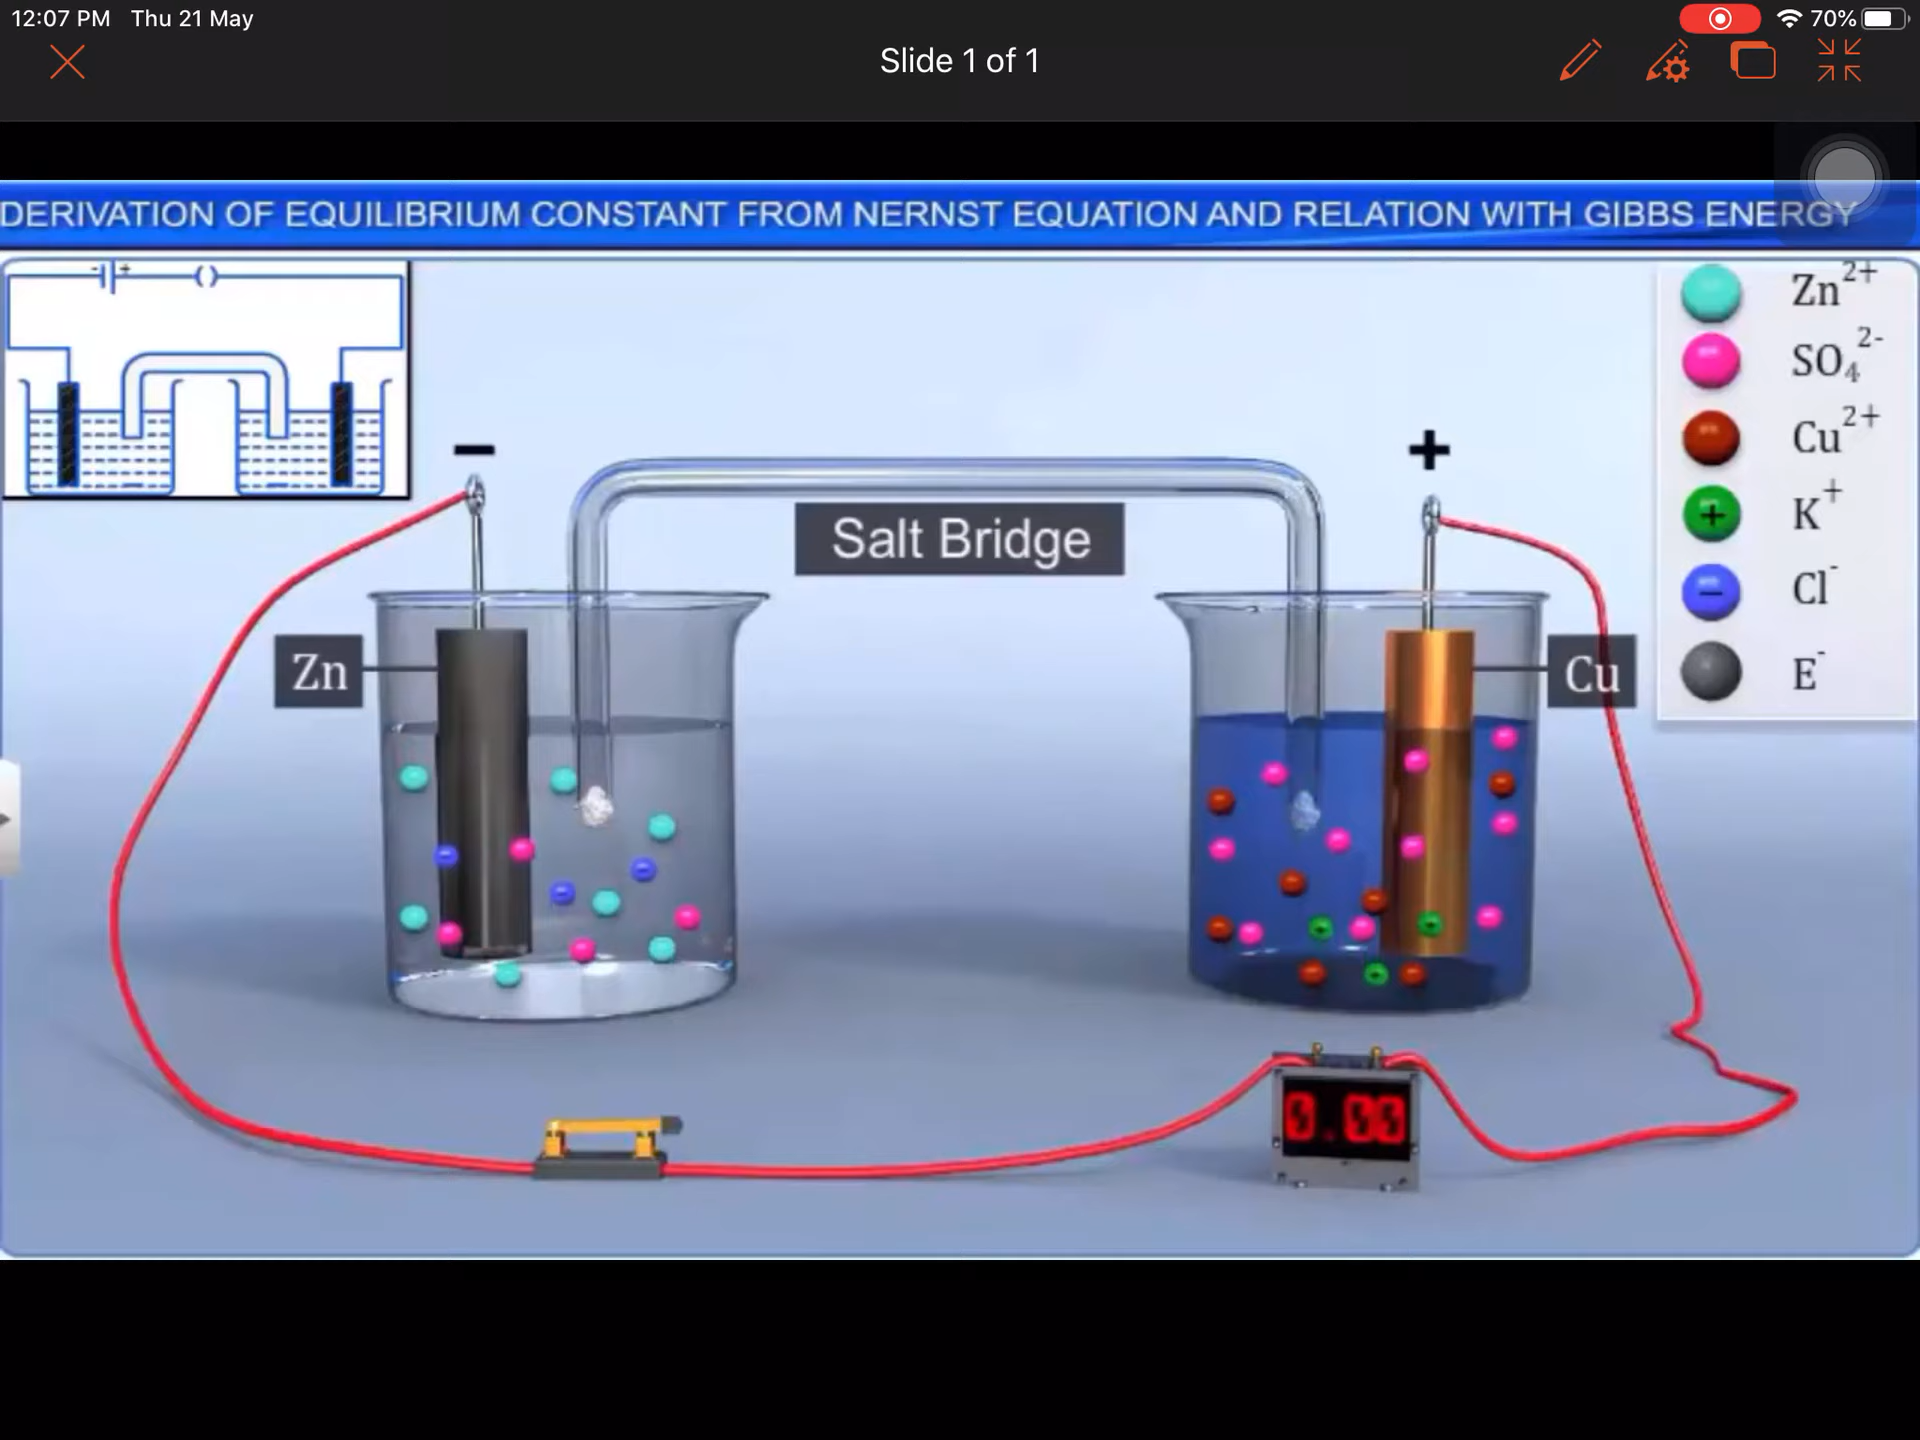 12:07 PM Thu 21 May
70%
Slide 1 of 1
DERIVATION OF EQUILIBRIUM CONSTANT FROM NERNST EQUATION AND RELATION WITH GIBBS ENERGY
- +
( )
Zn²⁺
SO₄²⁻
Cu²⁺
+ K⁺
− Cl⁻
E⁻
−
+
Salt Bridge
Zn
Cu